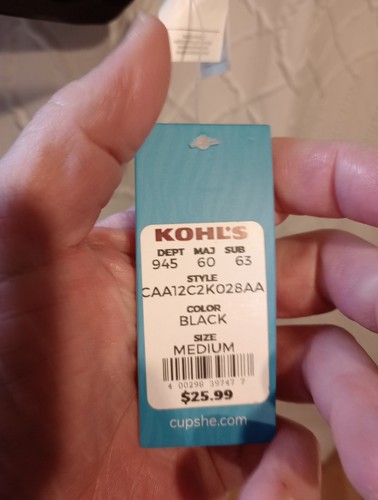 KOHL'S
DEPT MAJ SUB
945 60 63
STYLE
CAA12C2K028AA
COLOR
BLACK
SIZE
MEDIUM
4 00298 39747 7
$25.99
cupshe.com